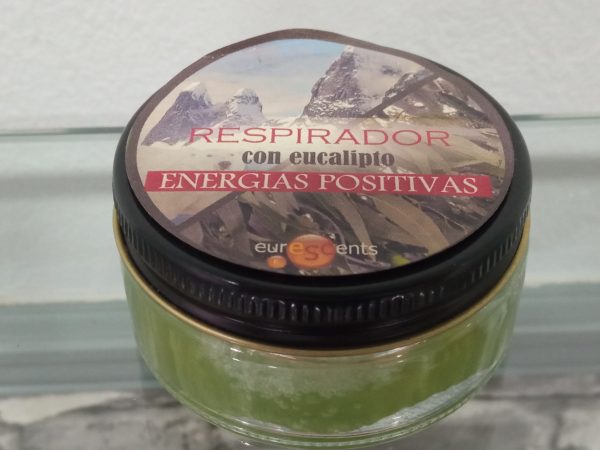 RESPIRADOR
con eucalipto
ENERGIAS POSITIVAS
eurescents